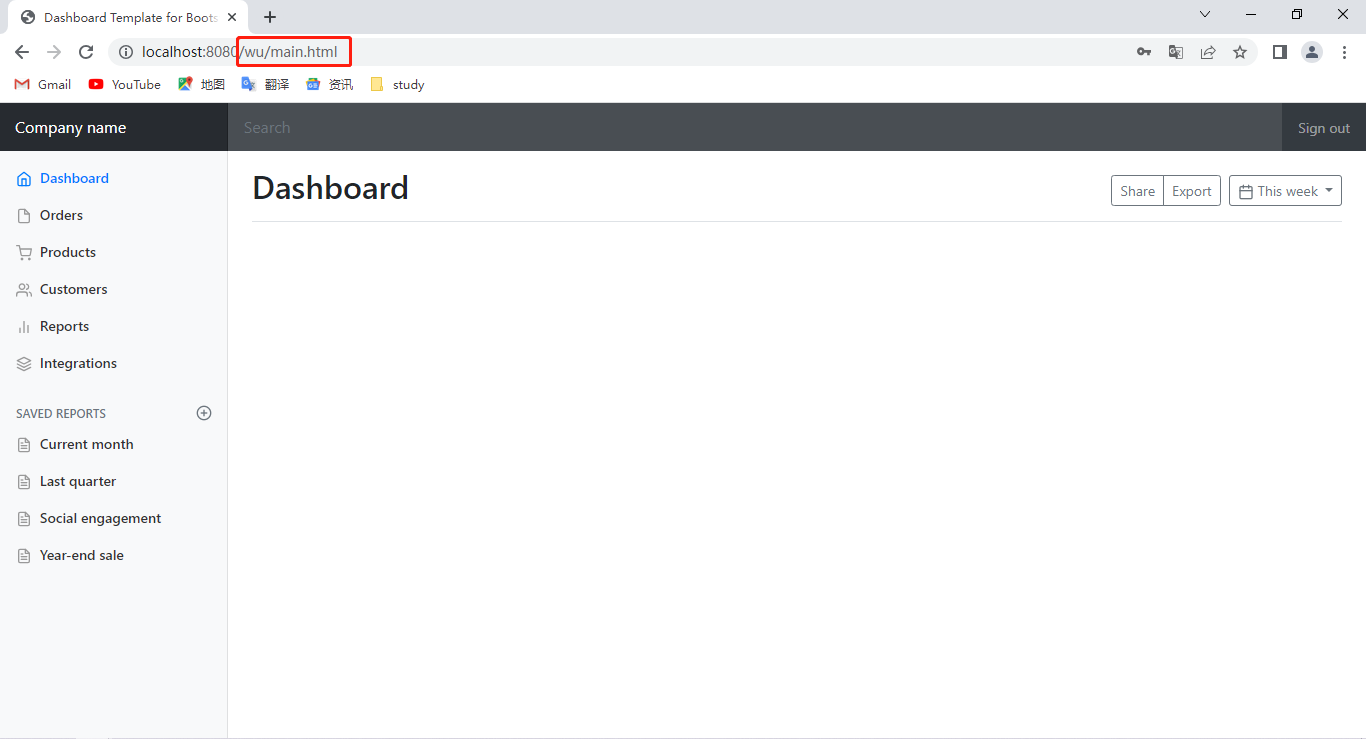 Dashboard Template for Boots
localhost:8080/wu/main.html
Gmail YouTube 地图 翻译 资讯 study
Company name Search Sign out
Dashboard
Orders
Products
Customers
Reports
Integrations
SAVED REPORTS
Current month
Last quarter
Social engagement
Year-end sale
Dashboard
Share Export This week